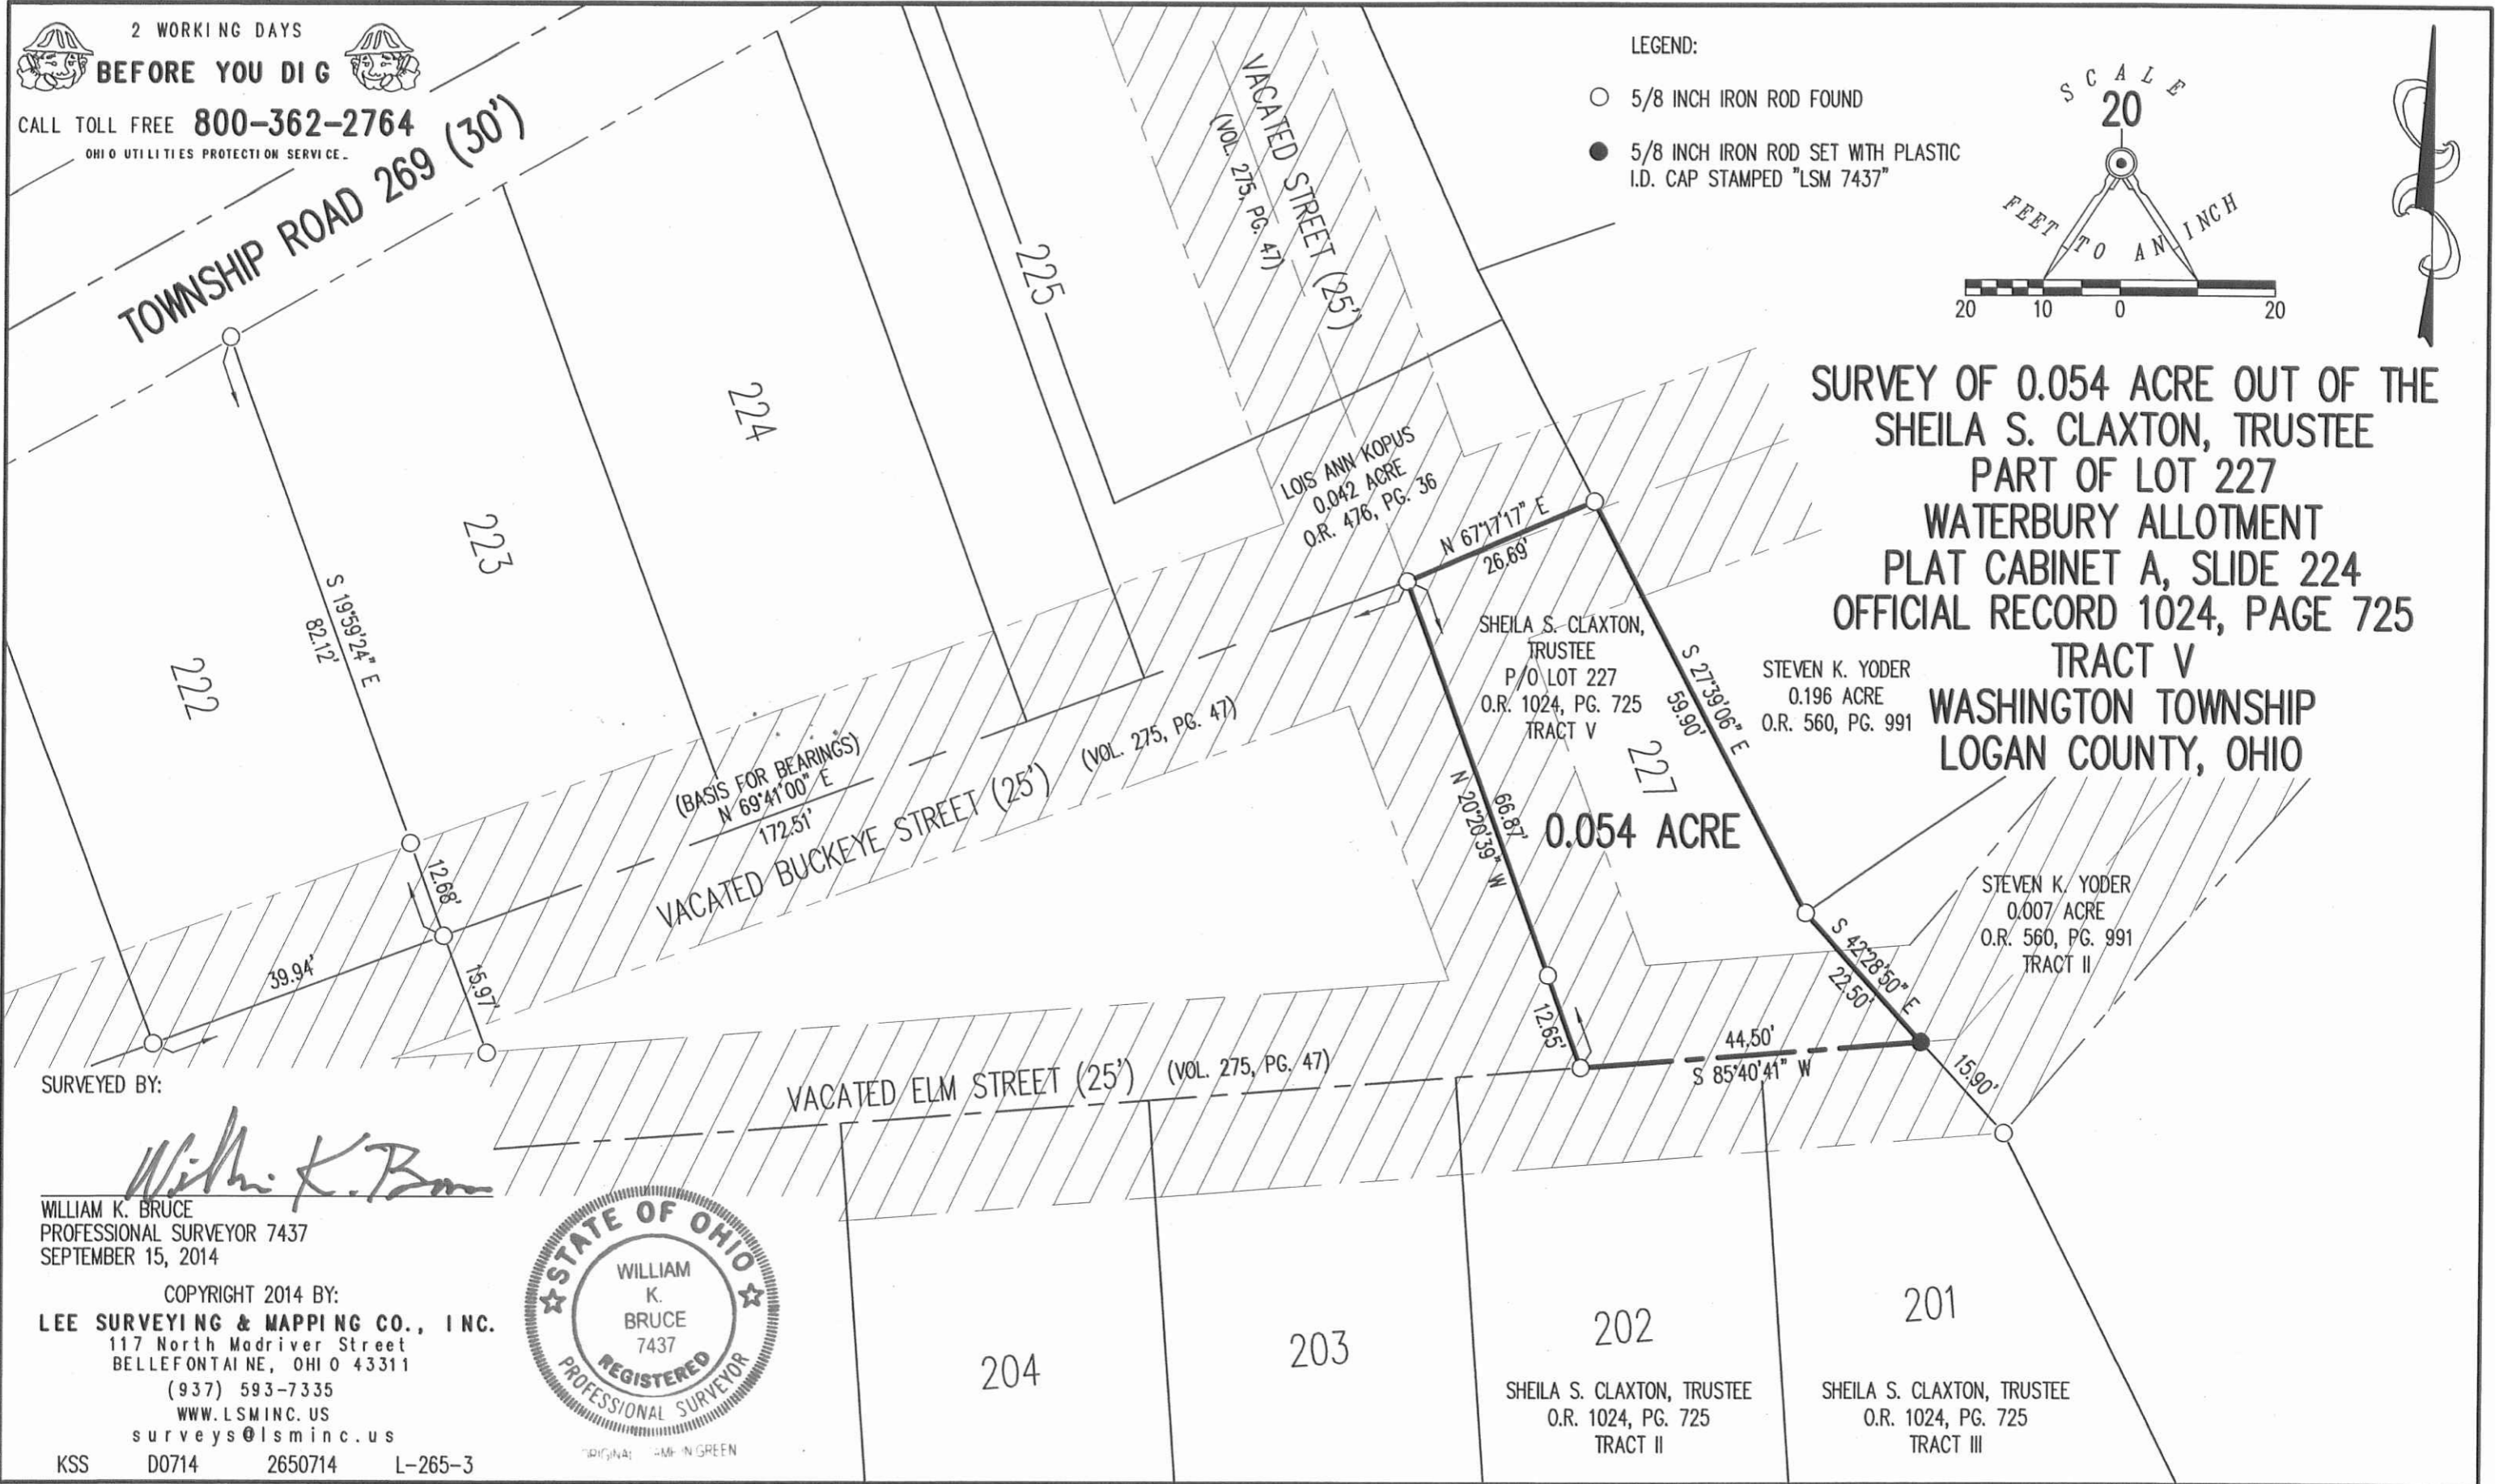 2 WORKING DAYS
BEFORE YOU DIG
CALL TOLL FREE 800-362-2764
OHIO UTILITIES PROTECTION SERVICE.
TOWNSHIP ROAD 269 (30')
VACATED STREET (25')
(VOL. 275, PG. 47)
LEGEND:
5/8 INCH IRON ROD FOUND
5/8 INCH IRON ROD SET WITH PLASTIC
I.D. CAP STAMPED "LSM 7437"
SCALE
20
FEET TO AN INCH
20 10 0 20
SURVEY OF 0.054 ACRE OUT OF THE
SHEILA S. CLAXTON, TRUSTEE
PART OF LOT 227
WATERBURY ALLOTMENT
PLAT CABINET A, SLIDE 224
OFFICIAL RECORD 1024, PAGE 725
TRACT V
WASHINGTON TOWNSHIP
LOGAN COUNTY, OHIO
222
S 19°59'24" E
82.12'
223
224
225
LOIS ANN KOPUS
0.042 ACRE
O.R. 476, PG. 36
N 67°17'17" E
26.69'
SHEILA S. CLAXTON,
TRUSTEE
P/O LOT 227
O.R. 1024, PG. 725
TRACT V
S 27°39'06" E
59.90'
STEVEN K. YODER
0.196 ACRE
O.R. 560, PG. 991
227
0.054 ACRE
66.87'
N 20°20'39" W
12.65'
(BASIS FOR BEARINGS)
N 69°41'00" E
172.51'
VACATED BUCKEYE STREET (25') (VOL. 275, PG. 47)
12.68'
39.94'
15.97'
STEVEN K. YODER
0.007 ACRE
O.R. 560, PG. 991
TRACT II
S 42°28'50" E
22.50'
44.50'
S 85°40'41" W
15.90'
VACATED ELM STREET (25') (VOL. 275, PG. 47)
SURVEYED BY:
William K. Bruce
WILLIAM K. BRUCE
PROFESSIONAL SURVEYOR 7437
SEPTEMBER 15, 2014
COPYRIGHT 2014 BY:
LEE SURVEYING & MAPPING CO., INC.
117 North Madriver Street
BELLEFONTAINE, OHIO 43311
(937) 593-7335
WWW.LSMINC.US
surveys@lsminc.us
KSS D0714 2650714 L-265-3
STATE OF OHIO
WILLIAM
K.
BRUCE
7437
REGISTERED
PROFESSIONAL SURVEYOR
IN GREEN
204
203
202
SHEILA S. CLAXTON, TRUSTEE
O.R. 1024, PG. 725
TRACT II
201
SHEILA S. CLAXTON, TRUSTEE
O.R. 1024, PG. 725
TRACT III